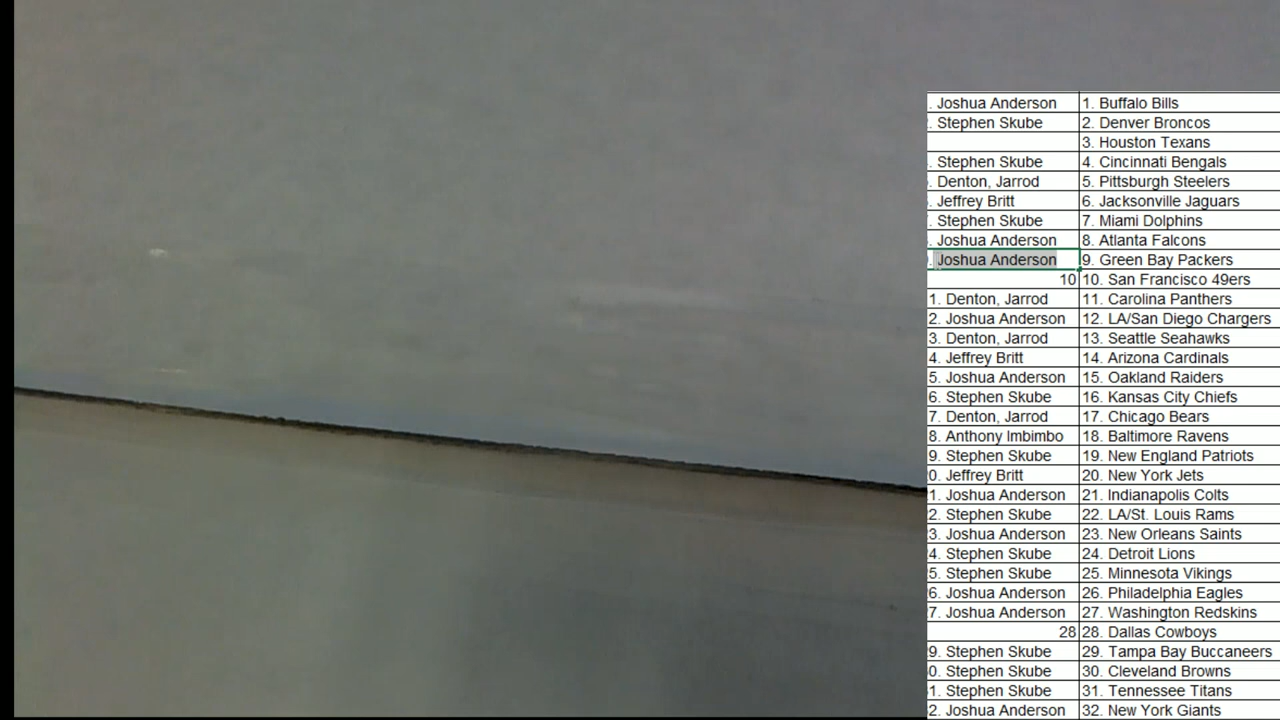 . Joshua Anderson 1. Buffalo Bills
. Stephen Skube 2. Denver Broncos
3. Houston Texans
. Stephen Skube 4. Cincinnati Bengals
. Denton, Jarrod 5. Pittsburgh Steelers
. Jeffrey Britt 6. Jacksonville Jaguars
. Stephen Skube 7. Miami Dolphins
. Joshua Anderson 8. Atlanta Falcons
. Joshua Anderson 9. Green Bay Packers
10 10. San Francisco 49ers
1. Denton, Jarrod 11. Carolina Panthers
2. Joshua Anderson 12. LA/San Diego Chargers
3. Denton, Jarrod 13. Seattle Seahawks
4. Jeffrey Britt 14. Arizona Cardinals
5. Joshua Anderson 15. Oakland Raiders
6. Stephen Skube 16. Kansas City Chiefs
7. Denton, Jarrod 17. Chicago Bears
8. Anthony Imbimbo 18. Baltimore Ravens
9. Stephen Skube 19. New England Patriots
0. Jeffrey Britt 20. New York Jets
1. Joshua Anderson 21. Indianapolis Colts
2. Stephen Skube 22. LA/St. Louis Rams
3. Joshua Anderson 23. New Orleans Saints
4. Stephen Skube 24. Detroit Lions
5. Stephen Skube 25. Minnesota Vikings
6. Joshua Anderson 26. Philadelphia Eagles
7. Joshua Anderson 27. Washington Redskins
28 28. Dallas Cowboys
9. Stephen Skube 29. Tampa Bay Buccaneers
0. Stephen Skube 30. Cleveland Browns
1. Stephen Skube 31. Tennessee Titans
2. Joshua Anderson 32. New York Giants